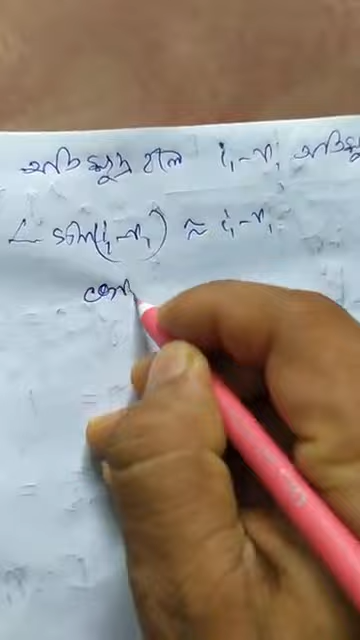 অতি ক্ষুদ্র হলে i₁-r₁ অতিক্ষু
∠ sin(i₁-r₁) ≈ i₁-r₁